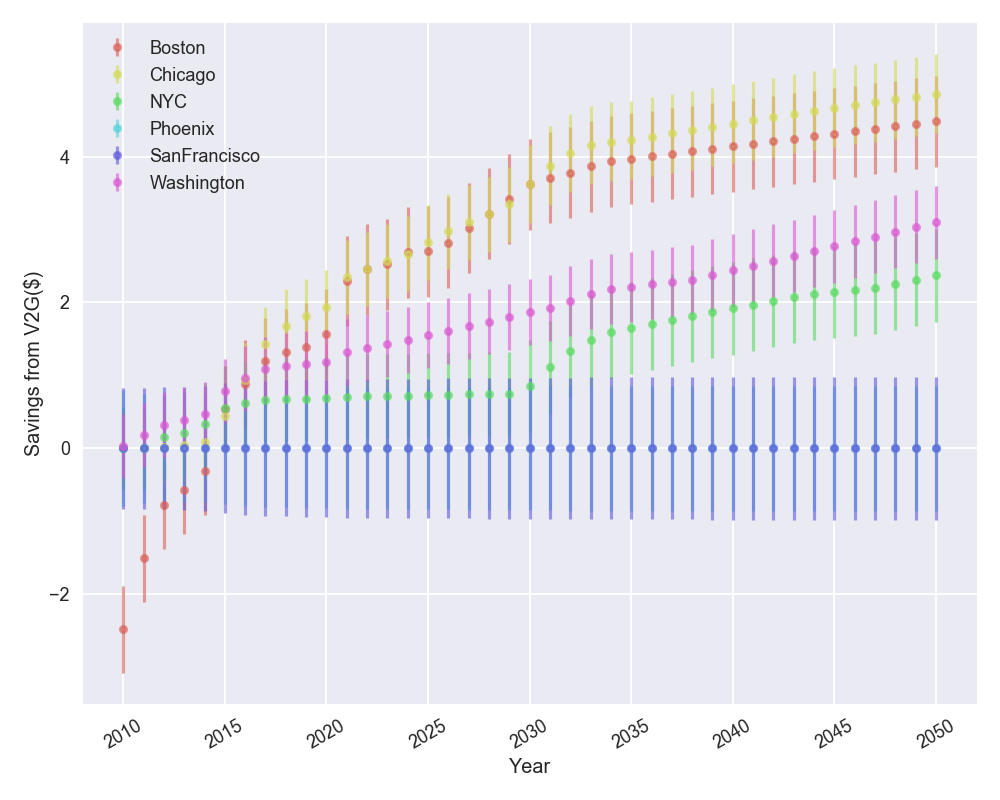 Boston
Chicago
NYC
Phoenix
SanFrancisco
Washington
4
2
0
−2
Savings from V2G($)
2010
2015
2020
2025
2030
2035
2040
2045
2050
Year